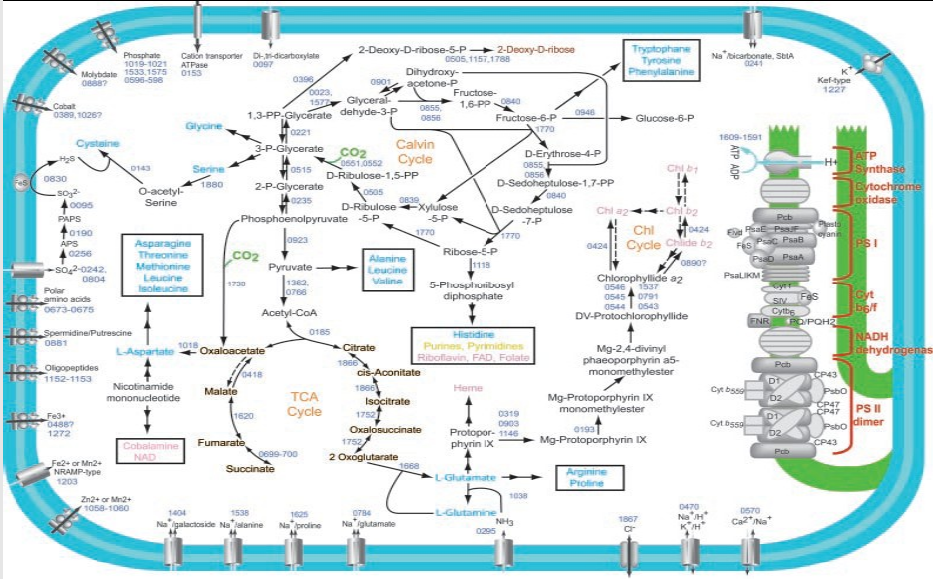 Phosphate
1019-1021
1533,1575
0596-598
Molybdate
0888?
Cobalt
0389,1026?
Cation transporter
ATPase
0153
Di-,tri-dicarboxylate
0097
Na+/bicarbonate, SbtA
0241
K+
Kef-type
1227
2-Deoxy-D-ribose-5-P
2-Deoxy-D-ribose
0505,1157,1788
Tryptophane
Tyrosine
Phenylalanine
0396
0023,
1577
Dihydroxy-
acetone-P
0901
Glyceral-
dehyde-3-P
0855,
0856
Fructose-
1,6-PP
0840
Fructose-6-P
0946
Glucose-6-P
1770
1,3-PP-Glycerate
0221
Glycine
3-P-Glycerate
Serine
1880
0515
CO2
0551,0552
Calvin
Cycle
D-Ribulose-1,5-PP
0505
D-Erythrose-4-P
0855,
0856
D-Sedoheptulose-1,7-PP
0840
D-Sedoheptulose
-7-P
2-P-Glycerate
0235
D-Ribulose
-5-P
0839
Xylulose
-5-P
1770
1770
Phosphoenolpyruvate
Ribose-5-P
1118
5-Phosphoribosyl
diphosphate
Cysteine
H2S
0143
O-acetyl-
Serine
FeS
0830
SO3 2-
0095
PAPS
0190
APS
0256
SO4 2-
0242,
0804
Polar
amino acids
0673-0675
Spermidine/Putrescine
0881
Oligopeptides
1152-1153
Fe3+
0488?
1272
Fe2+ or Mn2+
NRAMP-type
1203
Zn2+ or Mn2+
1058-1060
Asparagine
Threonine
Methionine
Leucine
Isoleucine
CO2
0923
Pyruvate
Alanine
Leucine
Valine
1362,
0766
Acetyl-CoA
0185
Histidine
Purines, Pyrmidines
Riboflavin, FAD, Folate
L-Aspartate
1018
Oxaloacetate
Nicotinamide
mononucleotide
Cobalamine
NAD
0418
Malate
1620
Fumarate
0699-700
Succinate
TCA
Cycle
Citrate
1866
cis-Aconitate
1866
Isocitrate
1752
Oxalosuccinate
1752
2 Oxoglutarate
1668
L-Glutamate
Arginine
Proline
L-Glutamine
1038
NH3
0295
Heme
Protopor-
phyrin IX
0319
0903
1146
Mg-Protoporphyrin IX
0193
Mg-Protoporphyrin IX
monomethylester
Mg-2,4-divinyl
phaeoporphyrin a5-
monomethylester
DV-Protochlorophyllide
0546
0545
0544
1537
0791
0543
Chlorophyllide a2
0424
0890?
Chl
Cycle
Chl b1
Chl a2
Chl b2
0424
Chlide b2
1609-1591
ATP
ADP
H+
ATP
Synthase
Cytochrome
oxidase
Pcb
PsaE
PsaJF
Plasto
cyanin
Flvd
FeS
PsaC
PsaB
PsaD
PsaA
PsaLIKM
PS I
Cyt f
SIV
FeS
Cytb6
Cyt
b6/f
FNR
PQ/PQH2
NADH
dehydrogenas
Pcb
CP43
D1
Cyt b559
PsbO
D2
CP47
CP47
D1
Cyt b559
PsbO
D2
CP43
Pcb
PS II
dimer
1404
Na+/galactoside
1538
Na+/alanine
1625
Na+/proline
0784
Na+/glutamate
1867
Cl-
0470
Na+/H+
K+/H+
0570
Ca2+/Na+